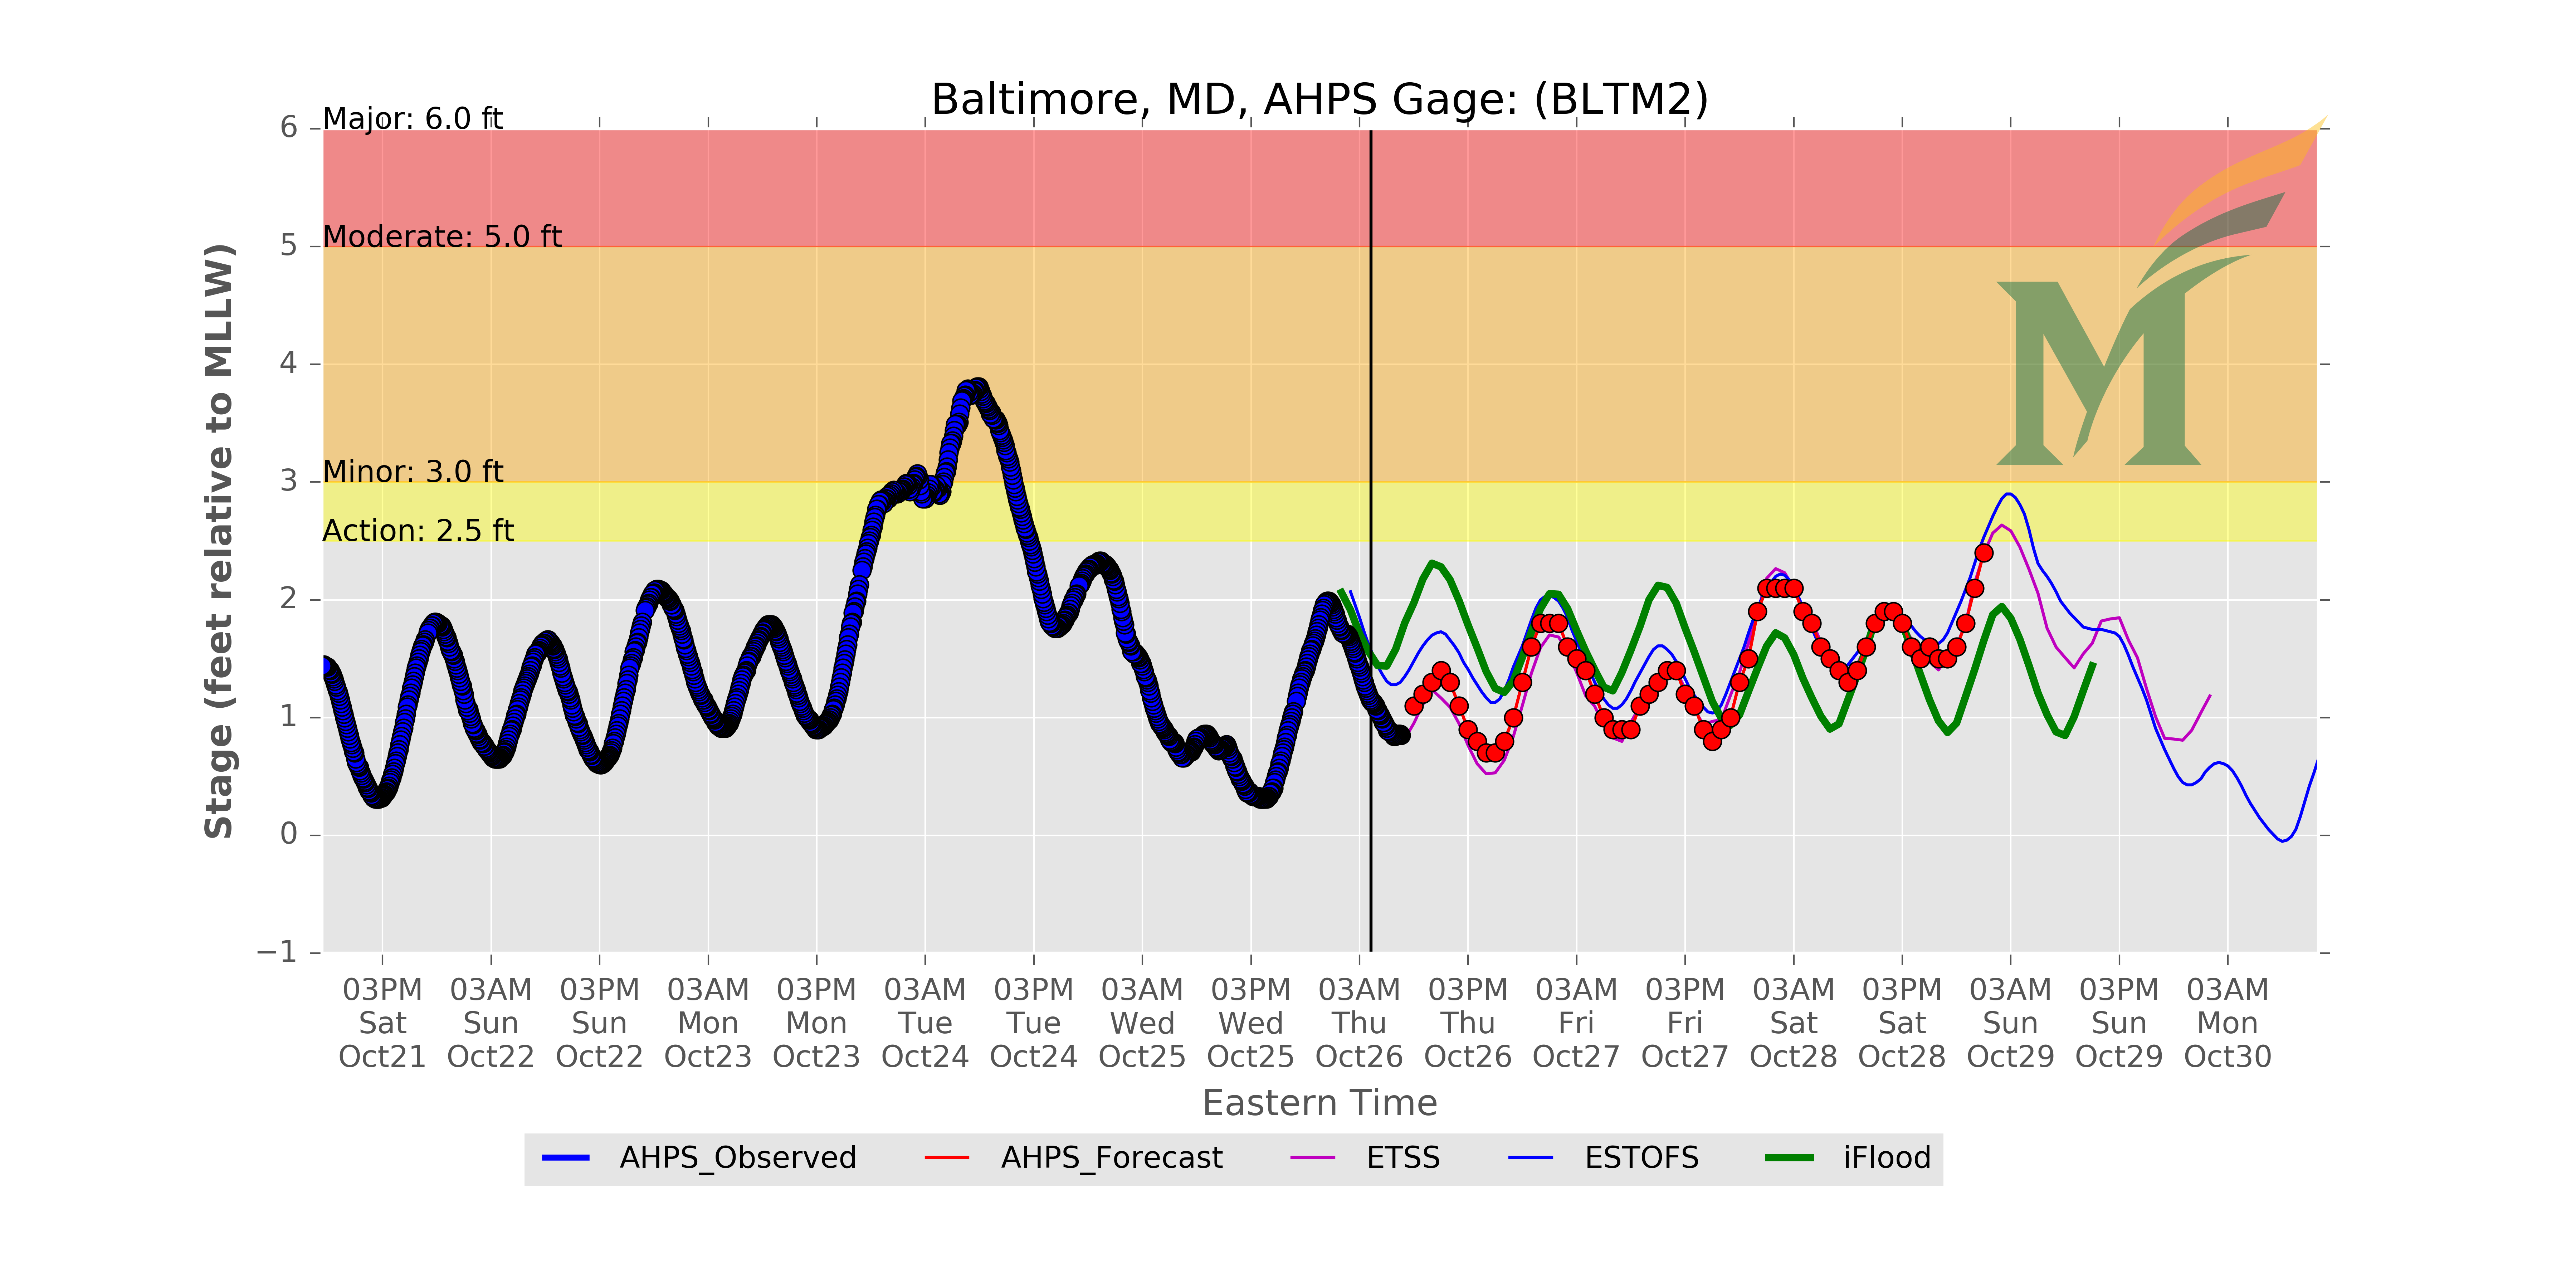 Baltimore, MD, AHPS Gage: (BLTM2)
Major: 6.0 ft
Moderate: 5.0 ft
Minor: 3.0 ft
Action: 2.5 ft
6
5
4
3
2
1
0
−1
Stage (feet relative to MLLW)
03PM 03AM 03PM 03AM 03PM 03AM 03PM 03AM 03PM 03AM 03PM 03AM 03PM 03AM 03PM 03AM 03PM 03AM
Sat Sun Sun Mon Mon Tue Tue Wed Wed Thu Thu Fri Fri Sat Sat Sun Sun Mon
Oct21 Oct22 Oct22 Oct23 Oct23 Oct24 Oct24 Oct25 Oct25 Oct26 Oct26 Oct27 Oct27 Oct28 Oct28 Oct29 Oct29 Oct30
Eastern Time
AHPS_Observed AHPS_Forecast ETSS ESTOFS iFlood
M